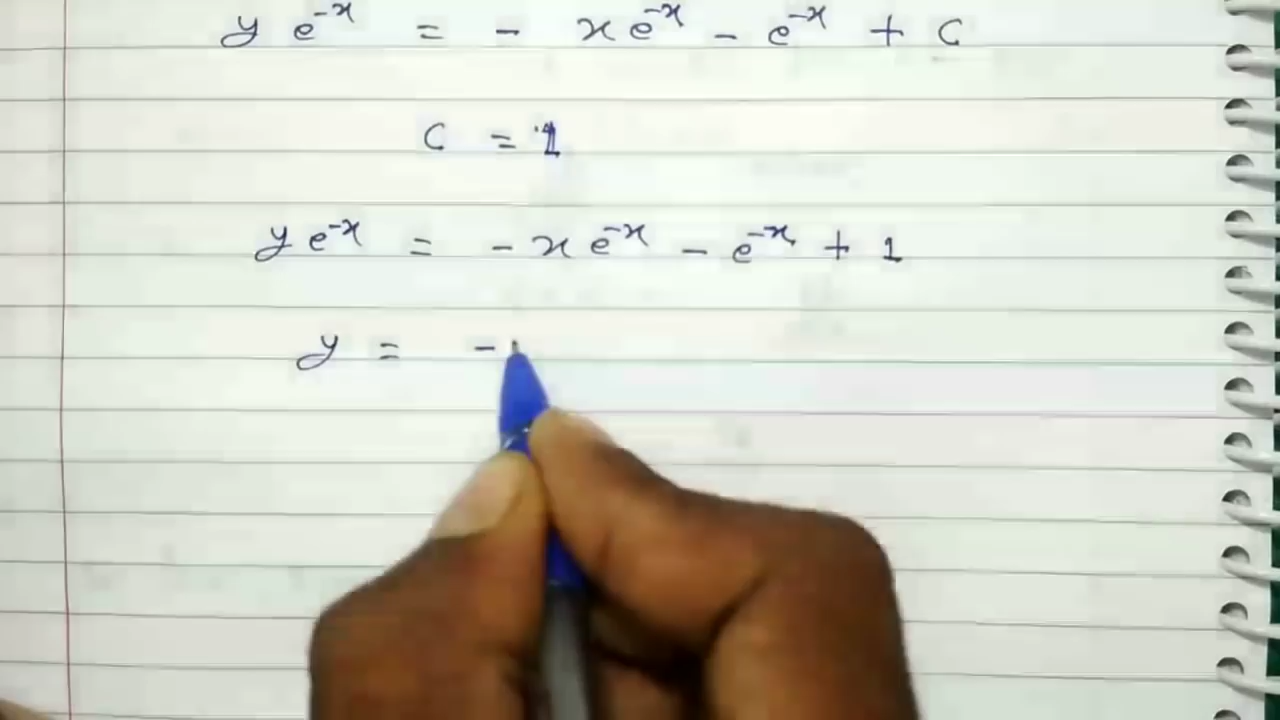 y e^{-x} = - x e^{-x} - e^{-x} + C
C = 1
y e^{-x} = - x e^{-x} - e^{-x} + 1
y = -